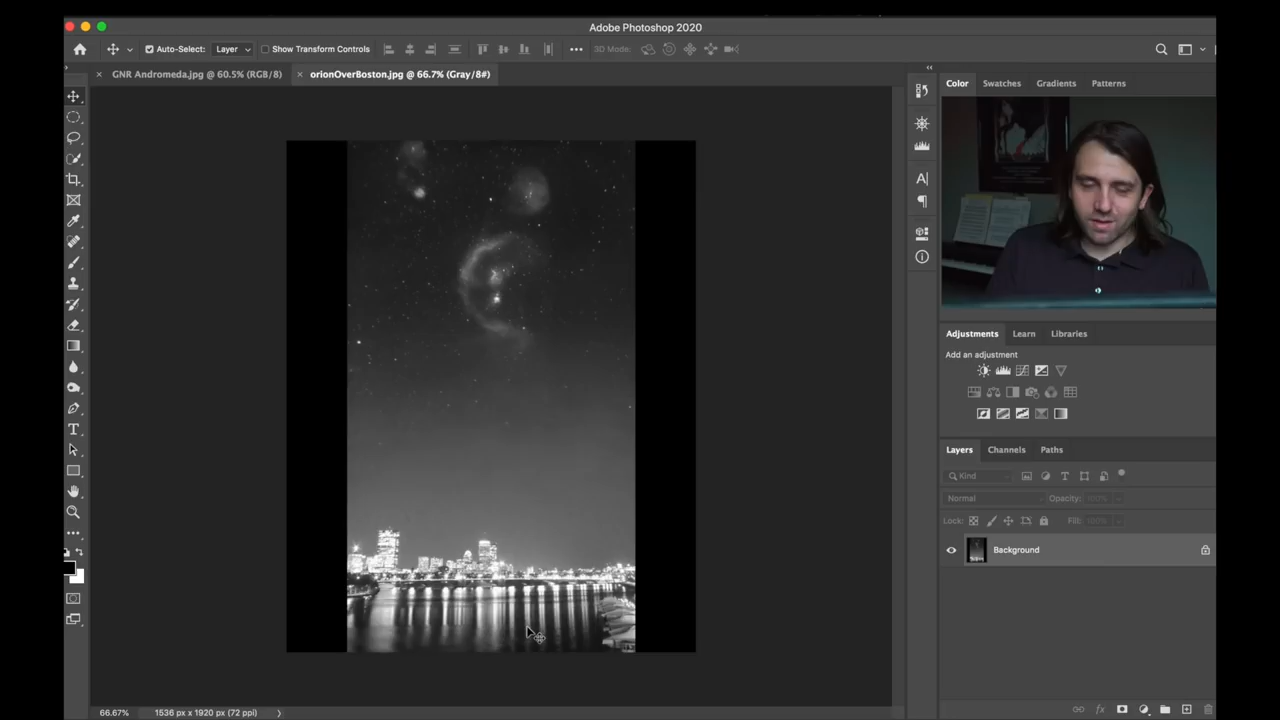 Adobe Photoshop 2020
Auto-Select: Layer Show Transform Controls 3D Mode:
× GNR Andromeda.jpg @ 60.5% (RGB/8) × orionOverBoston.jpg @ 66.7% (Gray/8#)
Color Swatches Gradients Patterns
Adjustments Learn Libraries
Add an adjustment
Layers Channels Paths
Kind
Normal Opacity: 100%
Lock: Fill: 100%
Background
66.67% 1536 px x 1920 px (72 ppi)